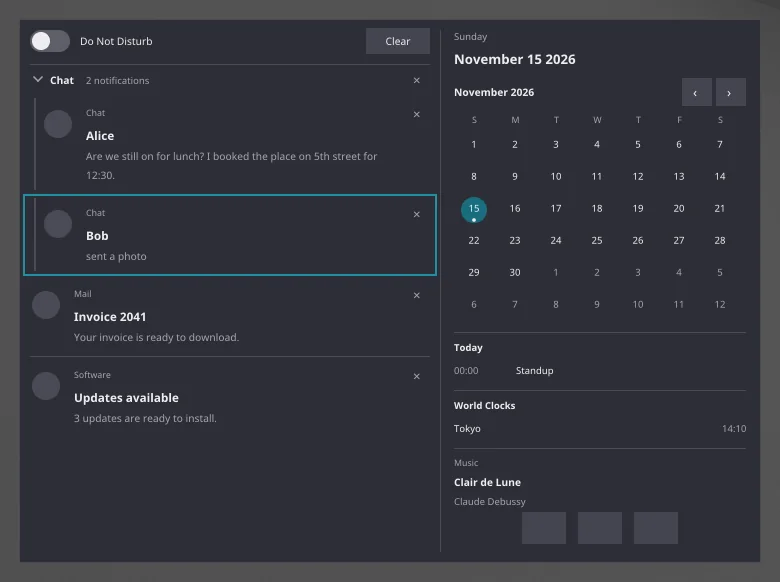 Do Not Disturb
Clear
Chat 2 notifications ×
Chat ×
Alice
Are we still on for lunch? I booked the place on 5th street for
12:30.
Chat ×
Bob
sent a photo
Mail ×
Invoice 2041
Your invoice is ready to download.
Software ×
Updates available
3 updates are ready to install.
Sunday
November 15 2026
November 2026 ‹ ›
S M T W T F S
1 2 3 4 5 6 7
8 9 10 11 12 13 14
15 16 17 18 19 20 21
22 23 24 25 26 27 28
29 30 1 2 3 4 5
6 7 8 9 10 11 12
Today
00:00 Standup
World Clocks
Tokyo 14:10
Music
Clair de Lune
Claude Debussy